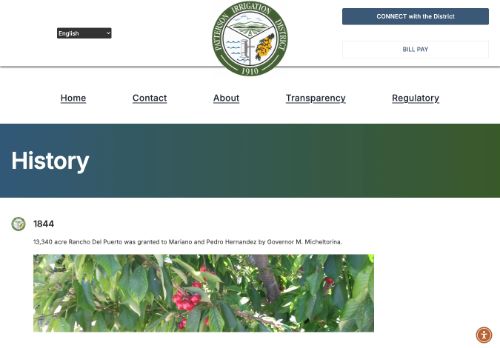 English
PATTERSON IRRIGATION DISTRICT
1910
CONNECT with the District
BILL PAY
Home
Contact
About
Transparency
Regulatory
History
1844
13,340 acre Rancho Del Puerto was granted to Mariano and Pedro Hernandez by Governor M. Micheltorina.